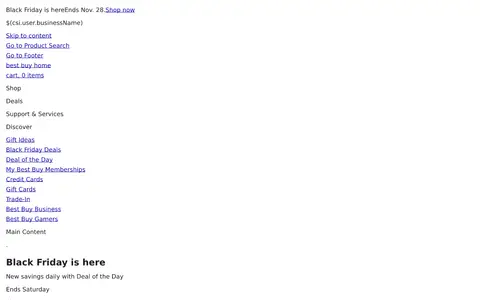 Black Friday is hereEnds Nov. 28.Shop now
${csi.user.businessName}
Skip to content
Go to Product Search
Go to Footer
best buy home
cart, 0 items
Shop
Deals
Support & Services
Discover
Gift Ideas
Black Friday Deals
Deal of the Day
My Best Buy Memberships
Credit Cards
Gift Cards
Trade-In
Best Buy Business
Best Buy Gamers
Main Content
.
Black Friday is here
New savings daily with Deal of the Day
Ends Saturday